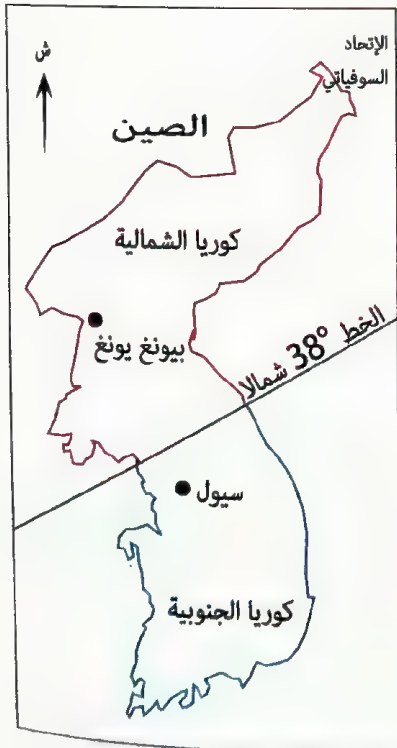 الإتحاد
السوفياتي
ش
الصين
كوريا الشمالية
بيونغ يونغ
الخط °38 شمالا
سيول
كوريا الجنوبية